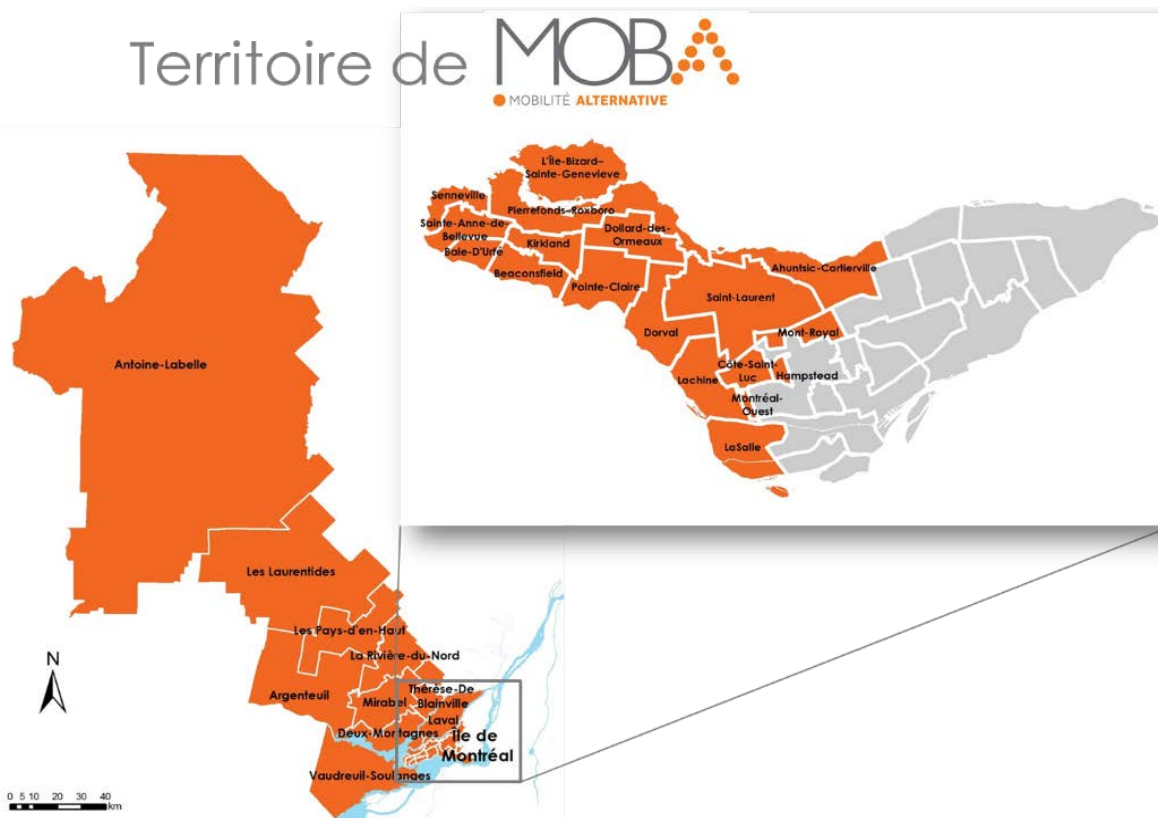 Territoire de MOBA
MOBILITÉ ALTERNATIVE
L'Île-Bizard–
Sainte-Genevieve
Senneville
Pierrefonds-Roxboro
Sainte-Anne-de-
Bellevue
Dollard-des-
Ormeaux
Kirkland
Baie-D'Urfé
Beaconsfield
Pointe-Claire
Ahuntsic-Cartierville
Saint-Laurent
Dorval
Mont-Royal
Côte-Saint-
Luc
Hampstead
Lachine
Montréal-
Ouest
LaSalle
Antoine-Labelle
Les Laurentides
Les Pays-d'en-Haut
La Rivière-du-Nord
Argenteuil
Mirabel
Thérèse-De
Blainville
Laval
Deux-Montagnes
Île de
Montréal
Vaudreuil-Soulanges
N
0 5 10 20 30 40
km